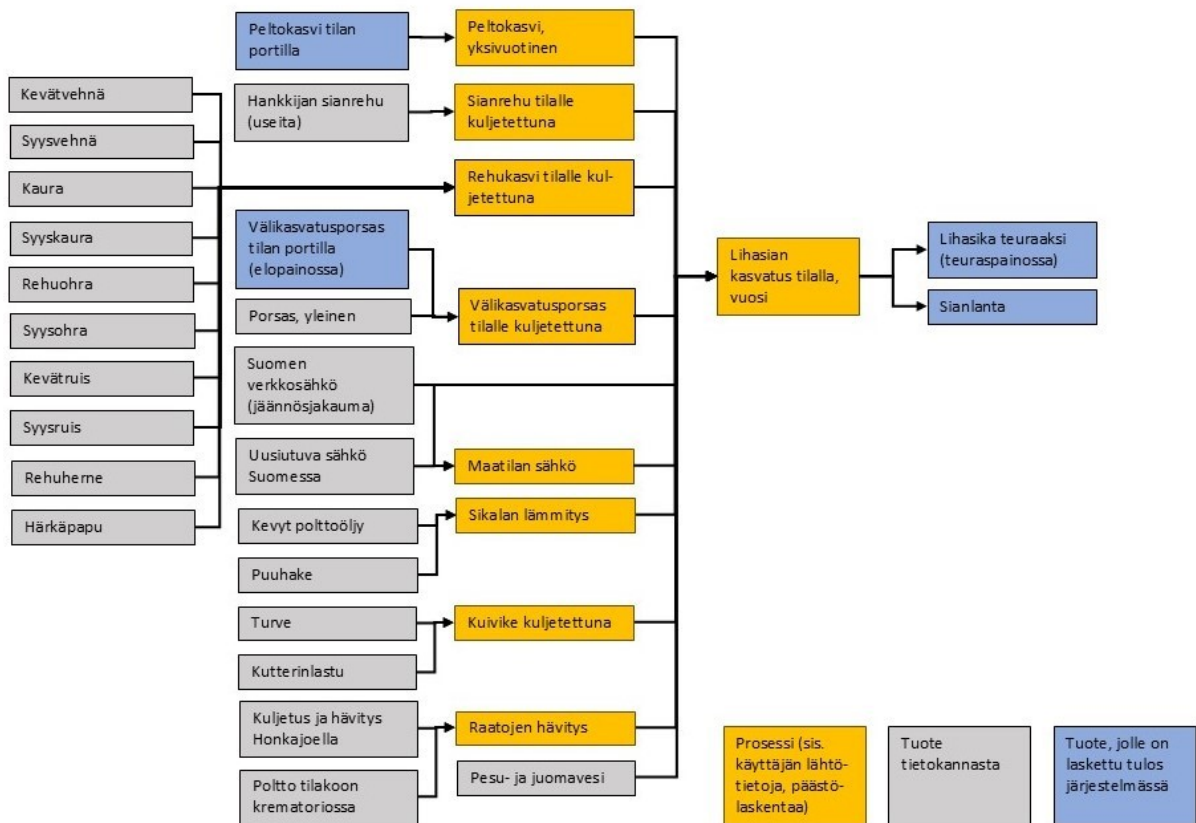 Kevätvehnä
Syysvehnä
Kaura
Syyskaura
Rehuohra
Syysohra
Kevätruis
Syysruis
Rehuherne
Härkäpapu
Peltokasvi tilan
portilla
Hankkijan sianrehu
(useita)
Välikasvatusporsas
tilan portilla
(elopainossa)
Porsas, yleinen
Suomen
verkkosähkö
(jäännösjakauma)
Uusiutuva sähkö
Suomessa
Kevyt polttoöljy
Puuhake
Turve
Kutterinlastu
Kuljetus ja hävitys
Honkajoella
Poltto tilakoon
krematoriossa
Peltokasvi,
yksivuotinen
Sianrehu tilalle
kuljetettuna
Rehukasvi tilalle kul-
jetettuna
Välikasvatusporsas
tilalle kuljetettuna
Maatilan sähkö
Sikalan lämmitys
Kuivike kuljetettuna
Raatojen hävitys
Pesu- ja juomavesi
Lihasian
kasvatus tilalla,
vuosi
Lihasika teuraaksi
(teuraspainossa)
Sianlanta
Prosessi (sis.
käyttäjän lähtö-
tietoja, päästö-
laskentaa)
Tuote
tietokannasta
Tuote, jolle on
laskettu tulos
järjestelmässä